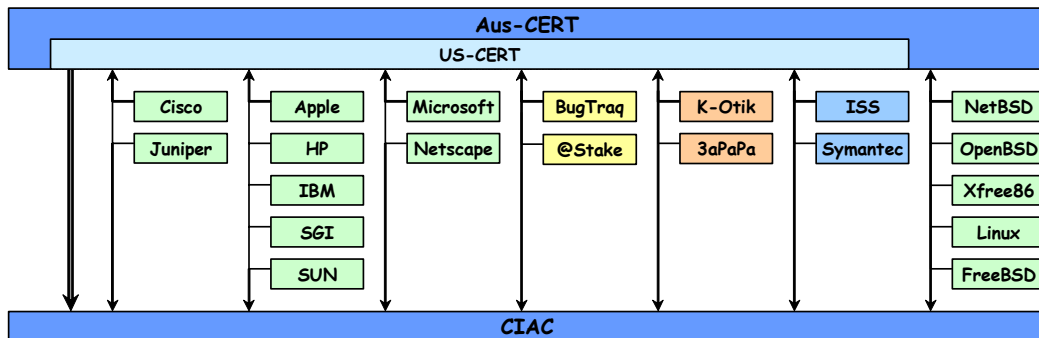 Aus-CERT
US-CERT
Cisco
Apple
Microsoft
BugTraq
K-Otik
ISS
NetBSD
Juniper
HP
Netscape
@Stake
3aPaPa
Symantec
OpenBSD
IBM
Xfree86
SGI
Linux
SUN
FreeBSD
CIAC